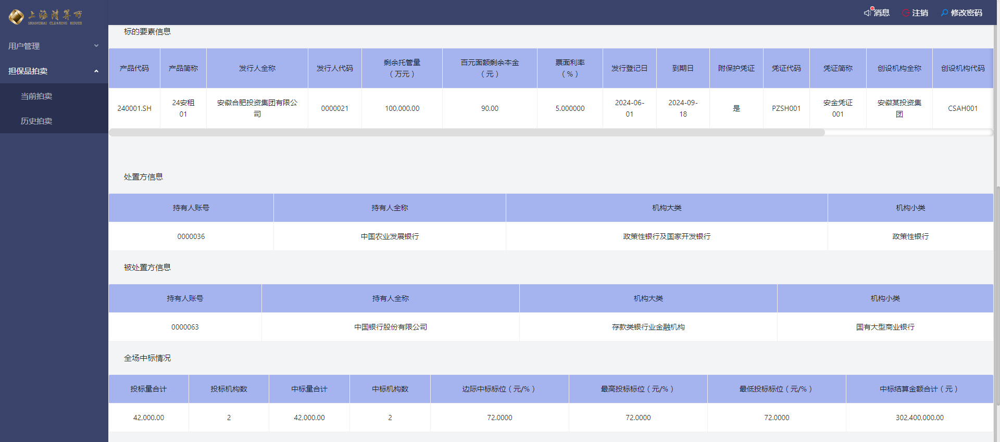 上海清算所
SHANGHAI CLEARING HOUSE
消息
注销
修改密码
用户管理
担保品拍卖
当前拍卖
历史拍卖
标的要素信息
产品代码 产品简称 发行人全称 发行人代码 剩余托管量（万元） 百元面额剩余本金（元） 票面利率（%） 发行登记日 到期日 附保护凭证 凭证代码 凭证简称 创设机构全称 创设机构代码
240001.SH 24安租01 安徽合肥投资集团有限公司 0000021 100,000.00 90.00 5.000000 2024-06-01 2024-09-18 是 PZSH001 安金凭证001 安徽某投资集团 CSAH001
处置方信息
持有人账号 持有人全称 机构大类 机构小类
0000036 中国农业发展银行 政策性银行及国家开发银行 政策性银行
被处置方信息
持有人账号 持有人全称 机构大类 机构小类
0000063 中国银行股份有限公司 存款类银行业金融机构 国有大型商业银行
全场中标情况
投标量合计 投标机构数 中标量合计 中标机构数 边际中标标位（元/%） 最高投标标位（元/%） 最低投标标位（元/%） 中标结算金额合计（元）
42,000.00 2 42,000.00 2 72.0000 72.0000 72.0000 302,400,000.00